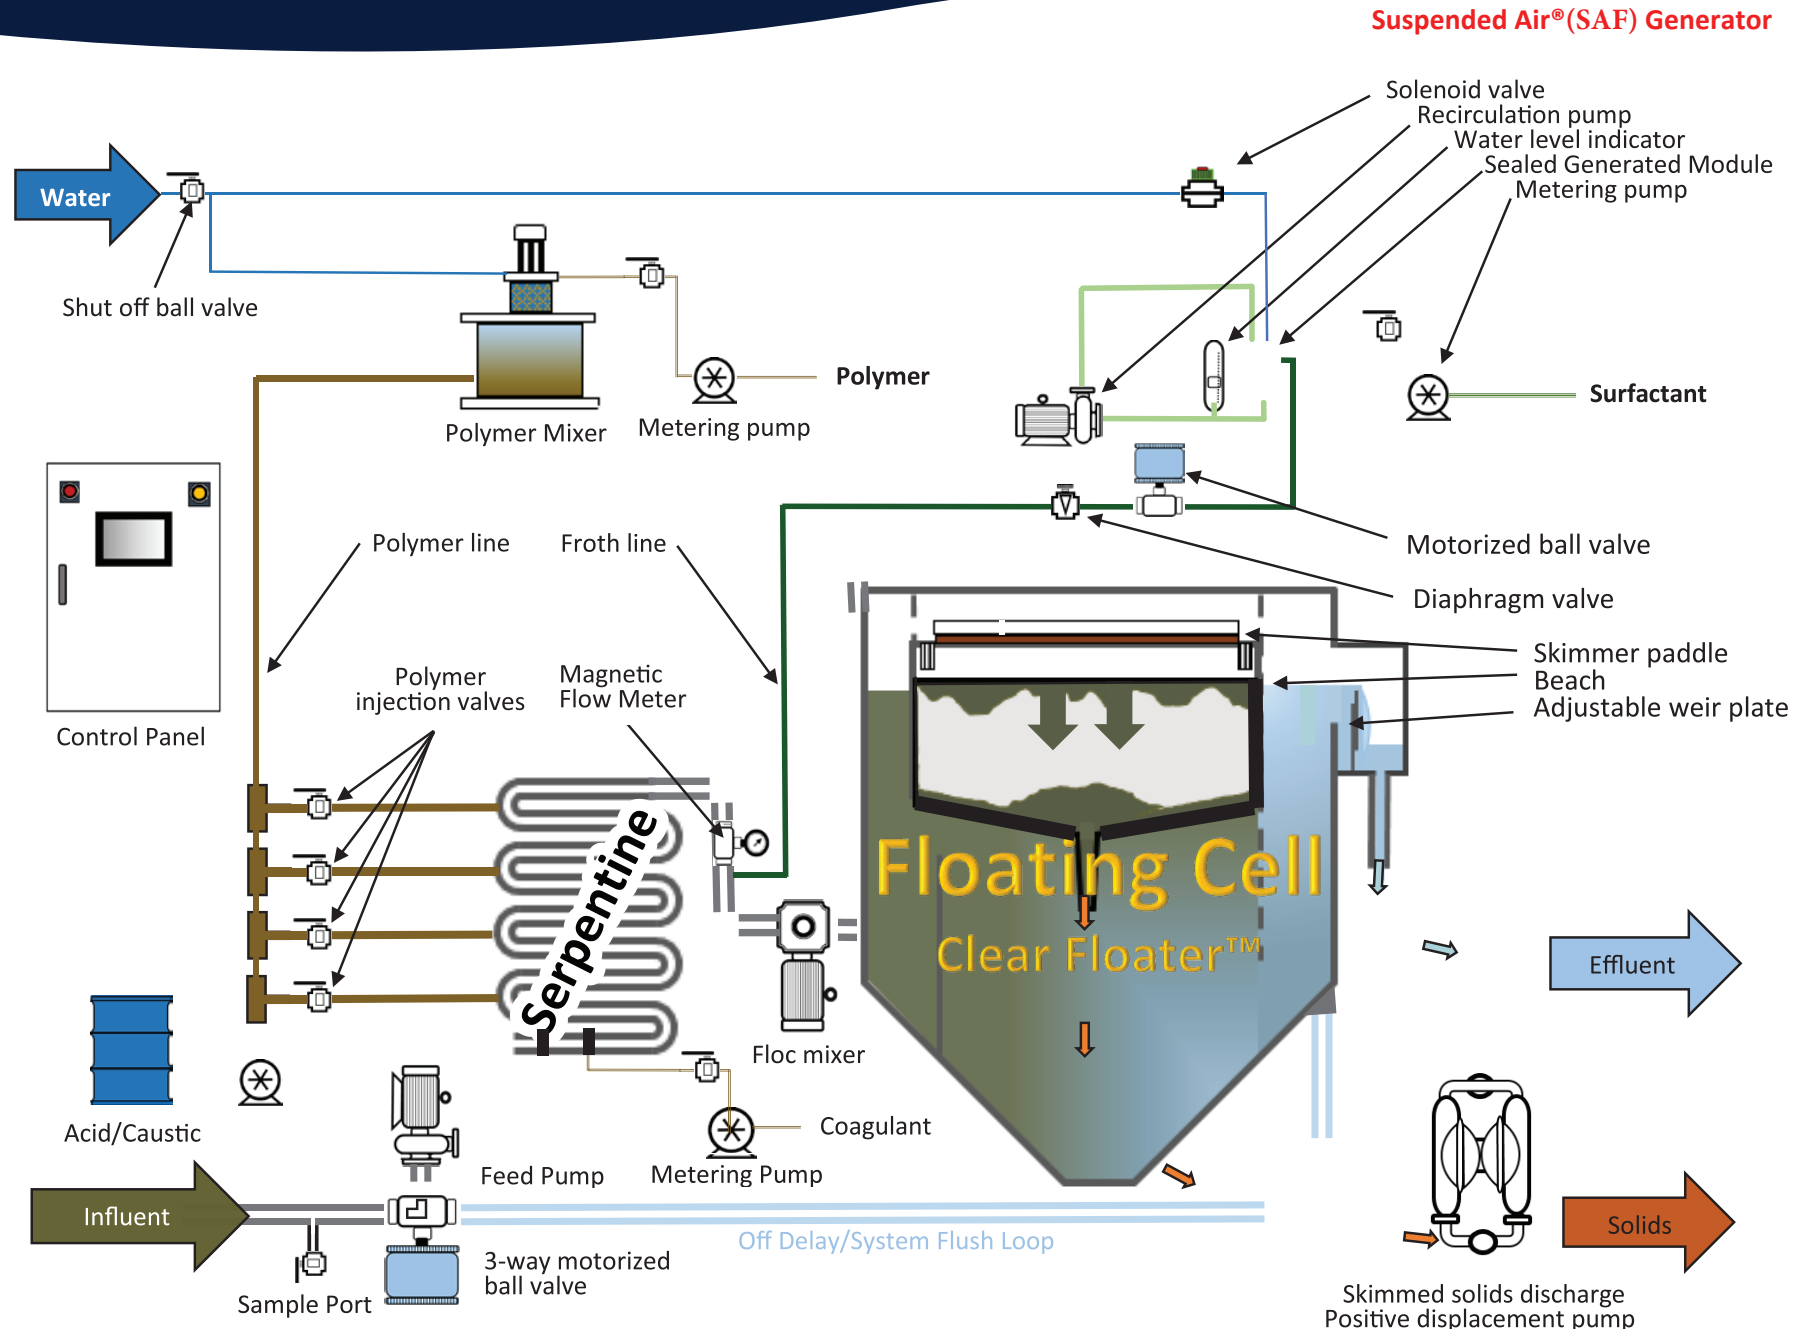 Suspended Air®(SAF) Generator
Solenoid valve
Recirculation pump
Water level indicator
Sealed Generated Module
Metering pump
Water
Shut off ball valve
Polymer
Polymer Mixer
Metering pump
Surfactant
Polymer line
Froth line
Motorized ball valve
Diaphragm valve
Skimmer paddle
Beach
Adjustable weir plate
Polymer
injection valves
Magnetic
Flow Meter
Control Panel
Serpentine
Floating Cell
Clear Floater™
Effluent
Floc mixer
Acid/Caustic
Coagulant
Feed Pump
Metering Pump
Influent
Off Delay/System Flush Loop
Solids
3-way motorized
ball valve
Sample Port
Skimmed solids discharge
Positive displacement pump